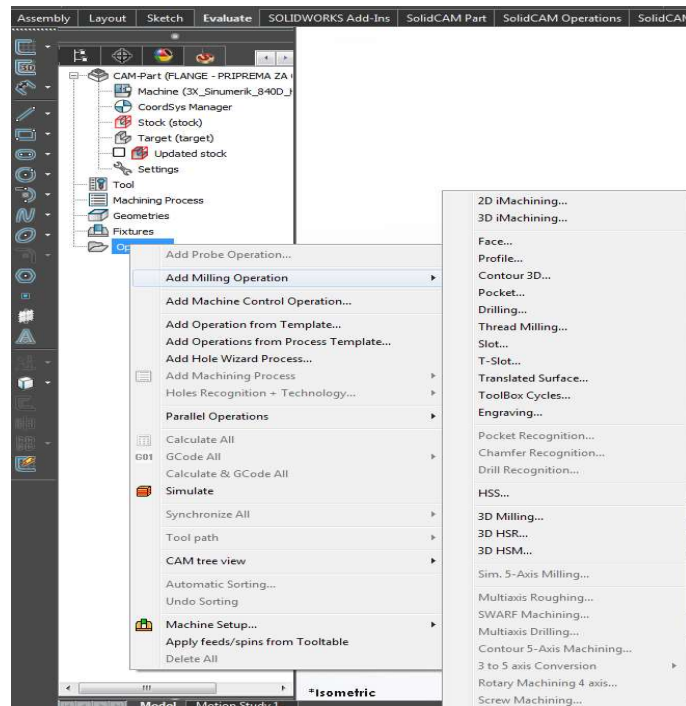 Assembly Layout Sketch Evaluate SOLIDWORKS Add-Ins SolidCAM Part SolidCAM Operations SolidCAM
CAM-Part (FLANGE - PRIPREMA ZA
Machine (3X_Sinumerik_840D_
CoordSys Manager
Stock (stock)
Target (target)
Updated stock
Settings
Tool
Machining Process
Geometries
Fixtures
Add Probe Operation...
Add Milling Operation
Add Machine Control Operation...
Add Operation from Template...
Add Operations from Process Template...
Add Hole Wizard Process...
Add Machining Process
Holes Recognition + Technology...
Parallel Operations
Calculate All
G01 GCode All
Calculate & GCode All
Simulate
Synchronize All
Tool path
CAM tree view
Automatic Sorting...
Undo Sorting
Machine Setup...
Apply feeds/spins from Tooltable
Delete All
2D iMachining...
3D iMachining...
Face...
Profile...
Contour 3D...
Pocket...
Drilling...
Thread Milling...
Slot...
T-Slot...
Translated Surface...
ToolBox Cycles...
Engraving...
Pocket Recognition...
Chamfer Recognition...
Drill Recognition...
HSS...
3D Milling...
3D HSR...
3D HSM...
Sim. 5-Axis Milling...
Multiaxis Roughing...
SWARF Machining...
Multiaxis Drilling...
Contour 5-Axis Machining...
3 to 5 axis Conversion
Rotary Machining 4 axis...
Screw Machining...
*Isometric
Model Motion Study 1